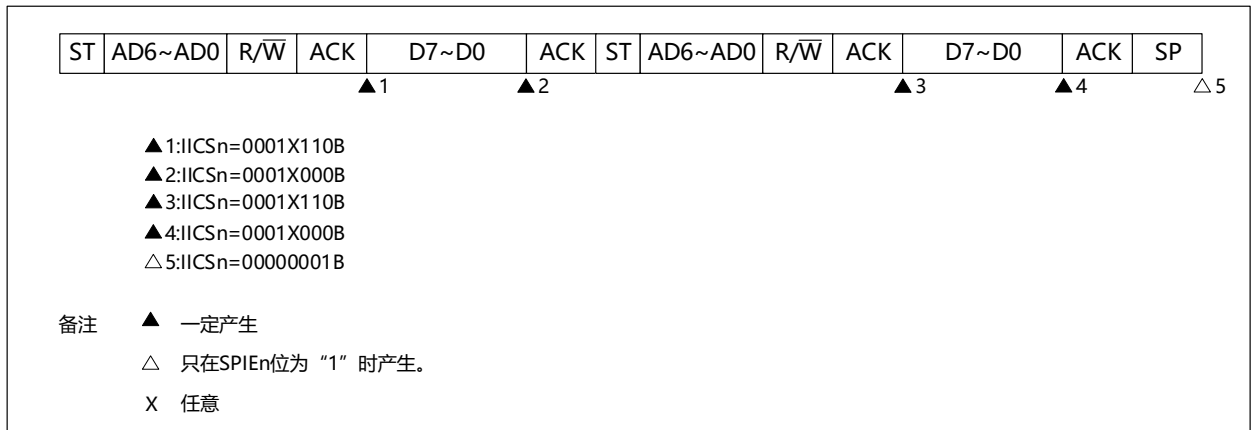 ST AD6~AD0 R/W̅ ACK D7~D0 ACK ST AD6~AD0 R/W̅ ACK D7~D0 ACK SP
▲1 ▲2 ▲3 ▲4 △5
▲1:IICSn=0001X110B
▲2:IICSn=0001X000B
▲3:IICSn=0001X110B
▲4:IICSn=0001X000B
△5:IICSn=00000001B
备注 ▲ 一定产生
△ 只在SPIEn位为“1”时产生。
X 任意